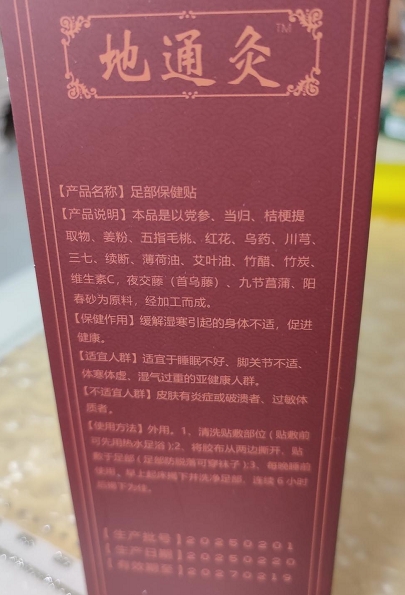 地通灸™
【产品名称】足部保健贴
【产品说明】本品是以党参、当归、桔梗提
取物、姜粉、五指毛桃、红花、乌药、川芎、
三七、续断、薄荷油、艾叶油、竹醋、竹炭、
维生素C，夜交藤（首乌藤）、九节菖蒲、阳
春砂为原料，经加工而成。
【保健作用】缓解湿寒引起的身体不适，促进
健康。
【适宜人群】适宜于睡眠不好、脚关节不适、
体寒体虚、湿气过重的亚健康人群。
【不适宜人群】皮肤有炎症或破溃者、过敏体
质者。
【使用方法】外用。1、清洗贴敷部位（贴敷前
可先用热水足浴）;2、将胶布从两边撕开、贴
敷于足部（足部防脱落可穿袜子）;3、每晚睡前
使用，早上起床揭下并洗净足部，连续6小时
后揭下为佳。
【生产批号】20250201
【生产日期】20250220
【有效期至】20270219